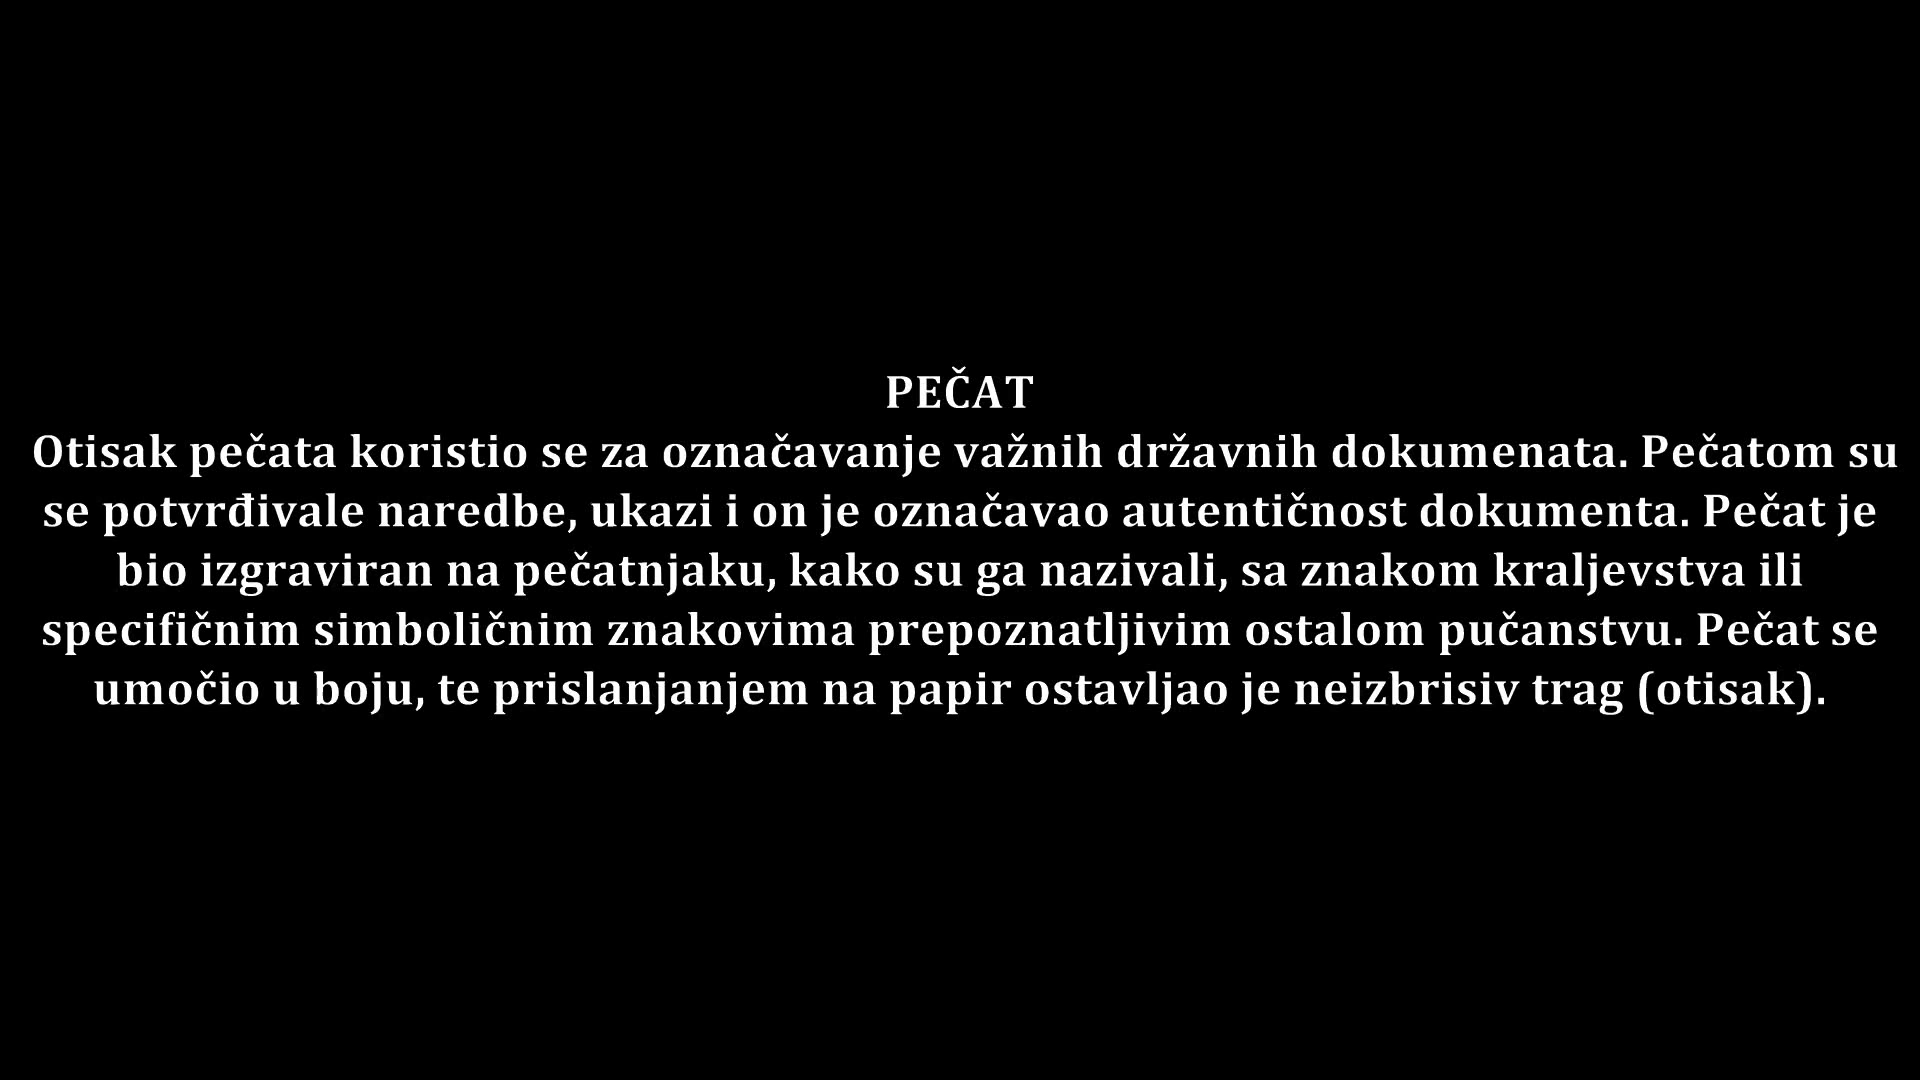 PEČAT
Otisak pečata koristio se za označavanje važnih državnih dokumenata. Pečatom su
se potvrđivale naredbe, ukazi i on je označavao autentičnost dokumenta. Pečat je
bio izgraviran na pečatnjaku, kako su ga nazivali, sa znakom kraljevstva ili
specifičnim simboličnim znakovima prepoznatljivim ostalom pučanstvu. Pečat se
umočio u boju, te prislanjanjem na papir ostavljao je neizbrisiv trag (otisak).